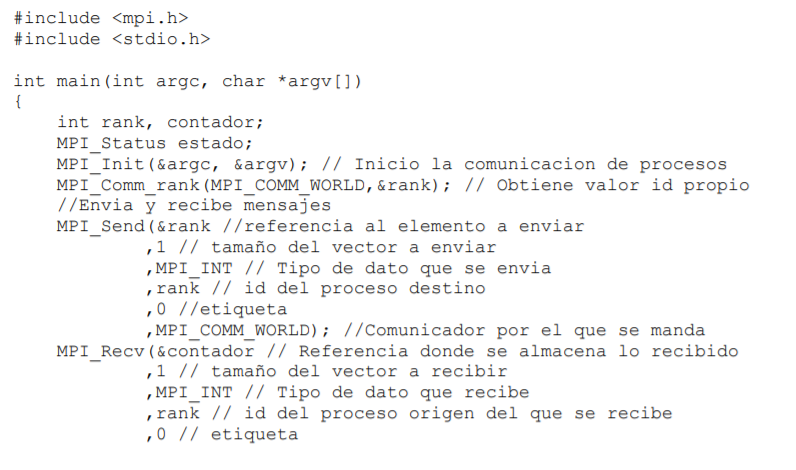 #include <mpi.h>
#include <stdio.h>

int main(int argc, char *argv[])
{
    int rank, contador;
    MPI_Status estado;
    MPI_Init(&argc, &argv); // Inicio la comunicacion de procesos
    MPI_Comm_rank(MPI_COMM_WORLD,&rank); // Obtiene valor id propio
    //Envia y recibe mensajes
    MPI_Send(&rank //referencia al elemento a enviar
            ,1 // tamaño del vector a enviar
            ,MPI_INT // Tipo de dato que se envia
            ,rank // id del proceso destino
            ,0 //etiqueta
            ,MPI_COMM_WORLD); //Comunicador por el que se manda
    MPI_Recv(&contador // Referencia donde se almacena lo recibido
            ,1 // tamaño del vector a recibir
            ,MPI_INT // Tipo de dato que recibe
            ,rank // id del proceso origen del que se recibe
            ,0 // etiqueta